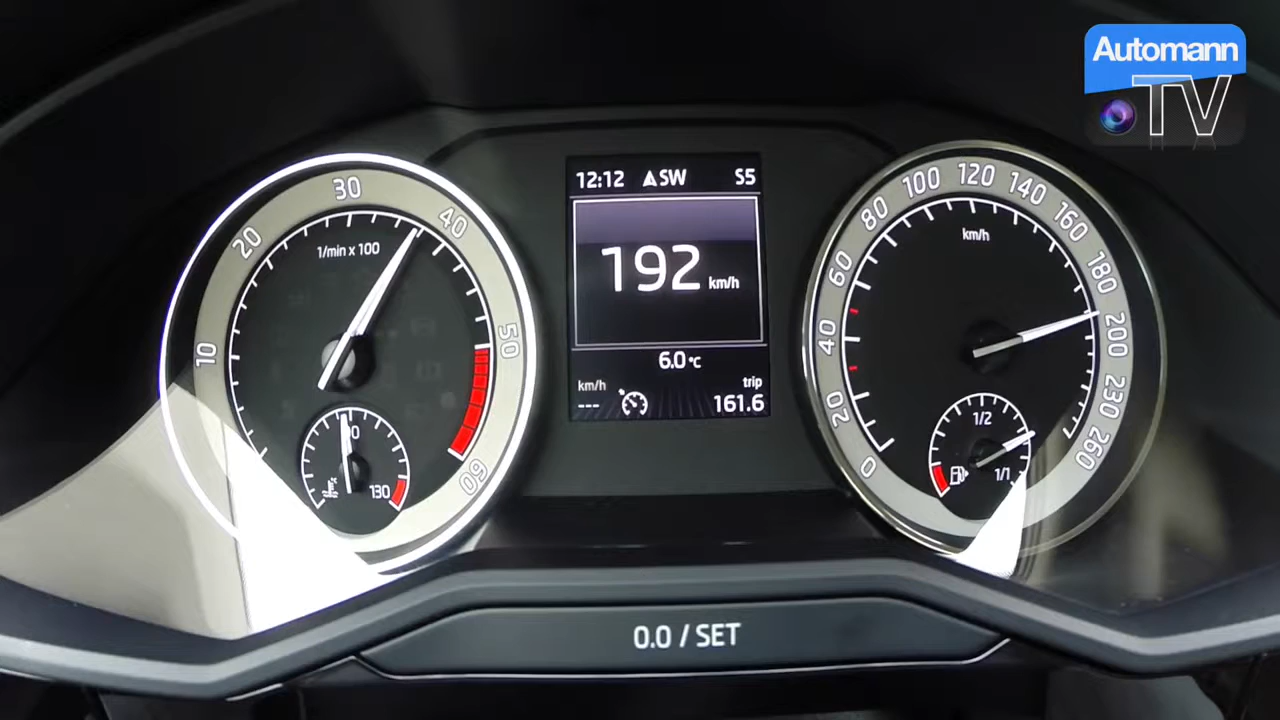 Automann
TV
12:12 SW S5
192 km/h
6.0 °C
km/h trip
--- 161.6
1/min x 100
10
20
30
40
50
60
130
km/h
0
20
40
60
80
100
120
140
160
180
200
230
260
1/2
1/1
0.0 / SET